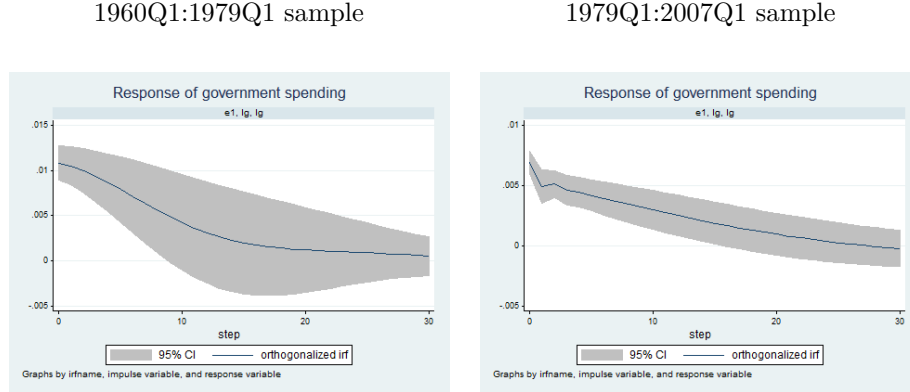 1960Q1:1979Q1 sample
Response of government spending
e1, lg, lg
.015
.01
.005
0
-.005
0 10 20 30
step
95% CI orthogonalized irf
Graphs by irfname, impulse variable, and response variable
1979Q1:2007Q1 sample
Response of government spending
e1, lg, lg
.01
.005
0
-.005
0 10 20 30
step
95% CI orthogonalized irf
Graphs by irfname, impulse variable, and response variable